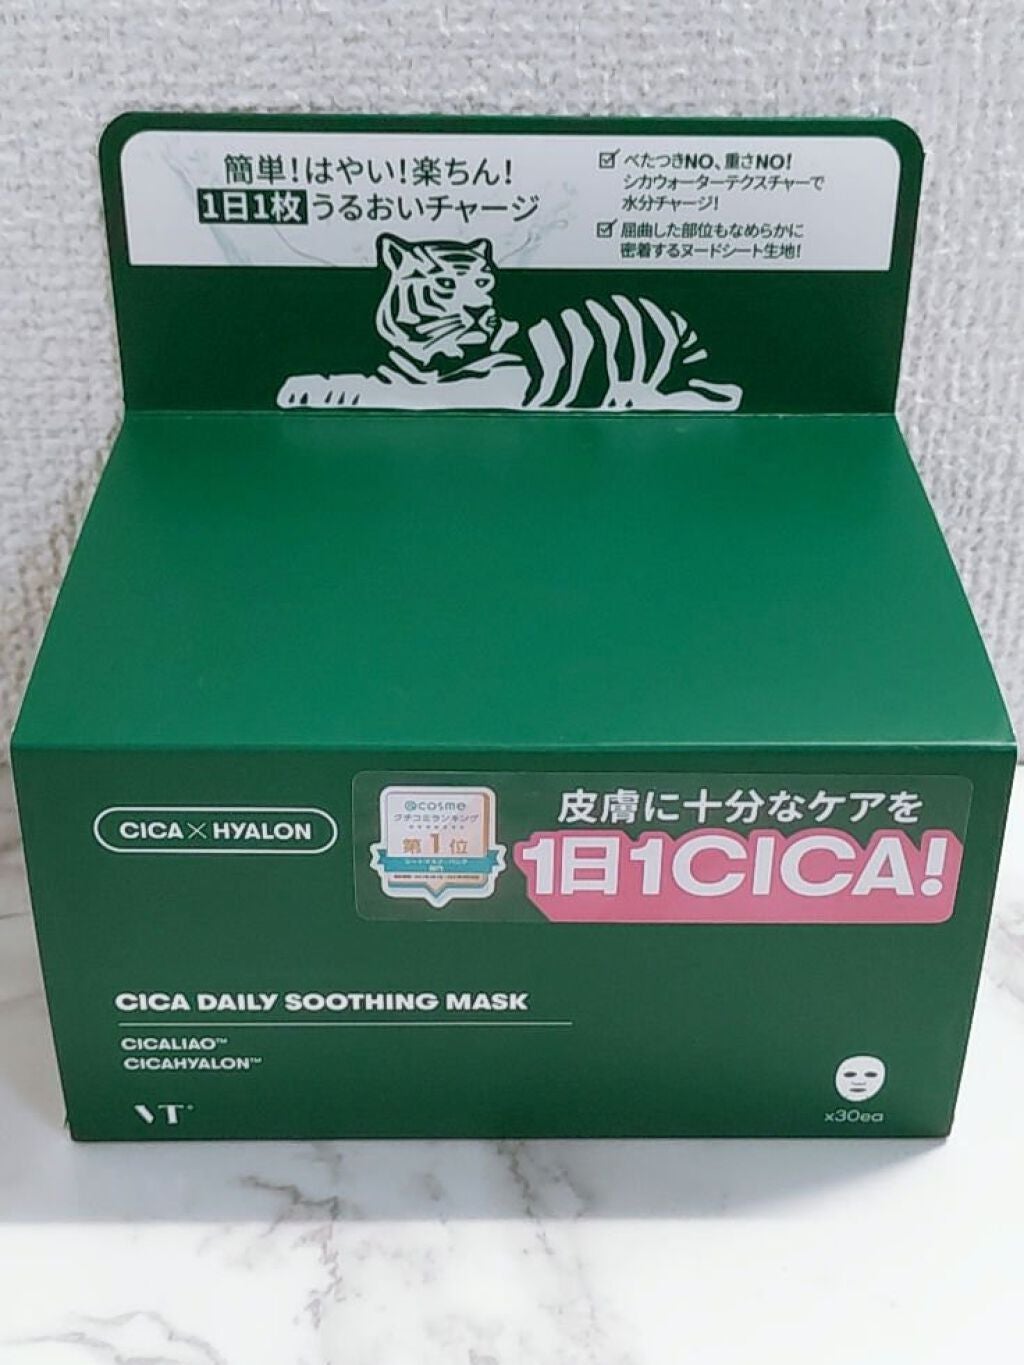 簡単!はやい!楽ちん!
1日1枚うるおいチャージ
べたつきNO、重さNO!
シカウォーターテクスチャーで
水分チャージ!
屈曲した部位もなめらかに
密着するヌードシート生地!
CICA×HYALON
@cosme
クチコミランキング
第1位
皮膚に十分なケアを
1日1CICA!
CICA DAILY SOOTHING MASK
CICALIAO™
CICAHYALON™
VT
x30ea